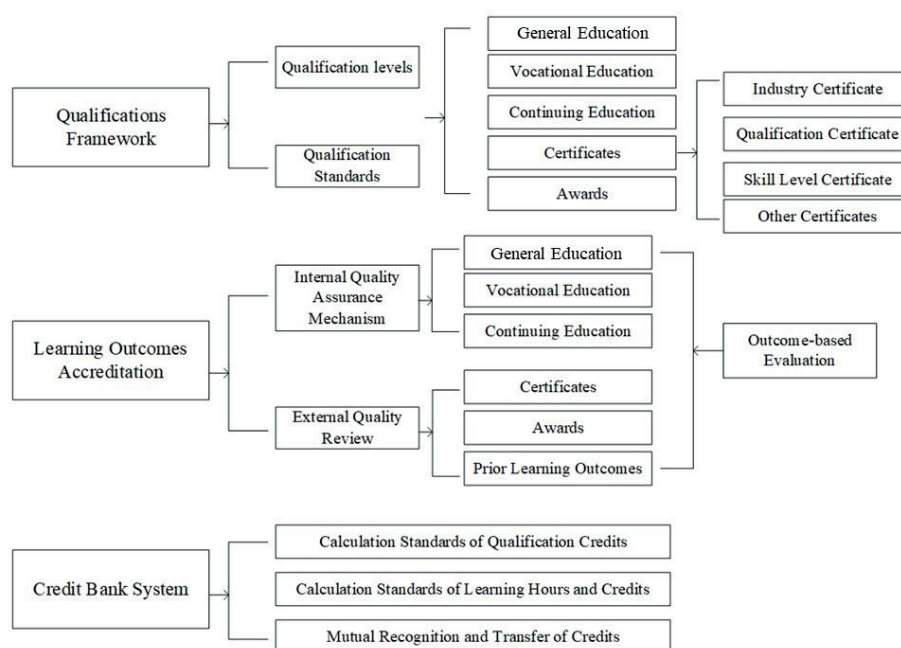 Qualifications
Framework
Qualification levels
Qualification
Standards
General Education
Vocational Education
Continuing Education
Certificates
Awards
Industry Certificate
Qualification Certificate
Skill Level Certificate
Other Certificates
Learning Outcomes
Accreditation
Internal Quality
Assurance
Mechanism
External Quality
Review
General Education
Vocational Education
Continuing Education
Certificates
Awards
Prior Learning Outcomes
Outcome-based
Evaluation
Credit Bank System
Calculation Standards of Qualification Credits
Calculation Standards of Learning Hours and Credits
Mutual Recognition and Transfer of Credits